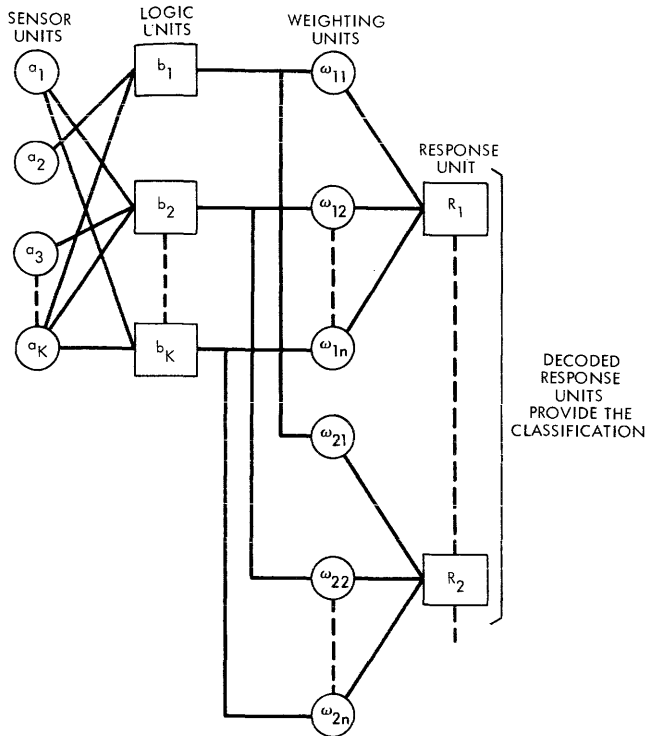 SENSOR
UNITS
LOGIC
UNITS
WEIGHTING
UNITS
RESPONSE
UNIT
a1
a2
a3
aK
b1
b2
bK
ω11
ω12
ω1n
ω21
ω22
ω2n
R1
R2
DECODED
RESPONSE
UNITS
PROVIDE THE
CLASSIFICATION